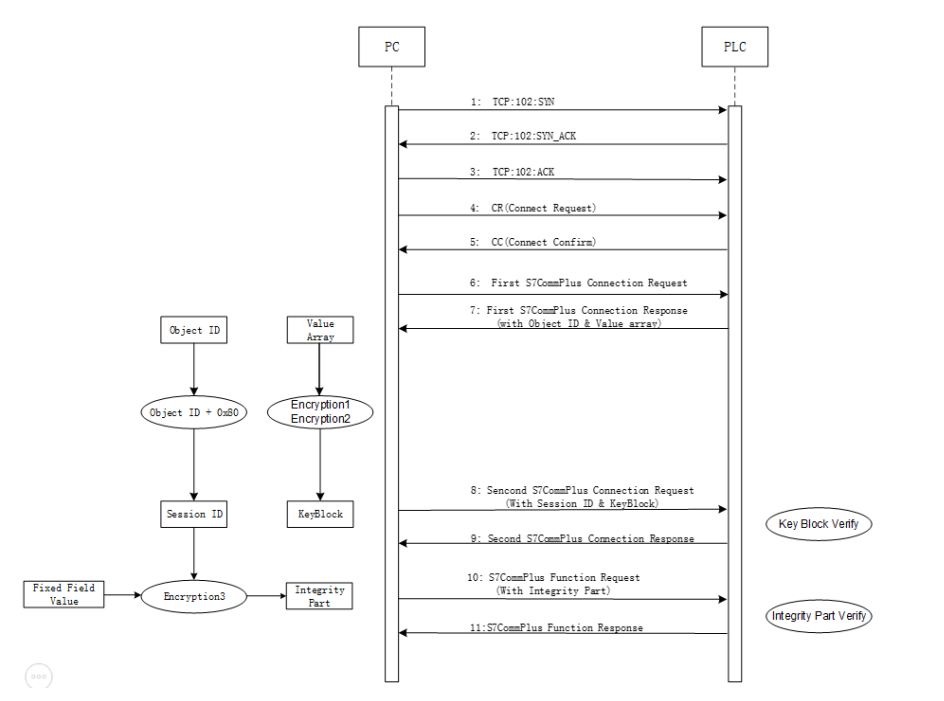 PC
PLC
1: TCP:102:SYN
2: TCP:102:SYN_ACK
3: TCP:102:ACK
4: CR(Connect Request)
5: CC(Connect Confirm)
6: First S7CommPlus Connection Request
7: First S7CommPlus Connection Response
(with Object ID & Value array)
Object ID
Value
Array
Object ID + 0x80
Encryption1
Encryption2
8: Sencond S7CommPlus Connection Request
(With Session ID & KeyBlock)
Session ID
KeyBlock
Key Block Verify
9: Second S7CommPlus Connection Response
10: S7CommPlus Function Request
(With Integrity Part)
Fixed Field
Value
Encryption3
Integrity
Part
Integrity Part Verify
11:S7CommPlus Function Response